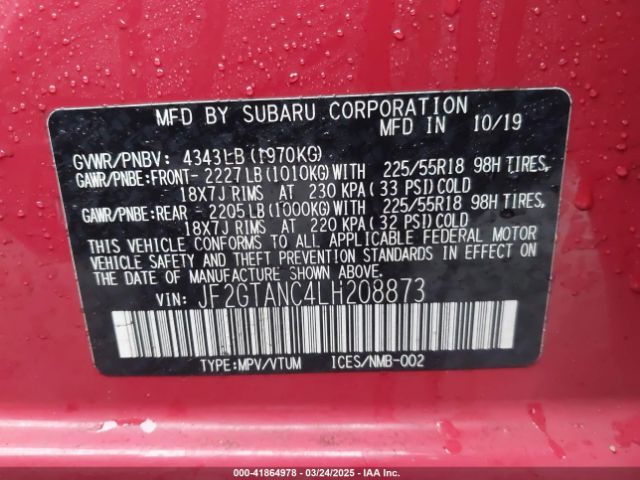 MFD BY SUBARU CORPORATION
MFD IN 10/19
GVWR/PNBV: 4343LB (1970KG)
GAWR/PNBE:FRONT- 2227 LB (1010KG) WITH 225/55R18 98H TIRES,
18X7J RIMS AT 230 KPA( 33 PSI) COLD
GAWR/PNBE:REAR - 2205 LB (1000KG) WITH 225/55R18 98H TIRES,
18X7J RIMS AT 220 KPA( 32 PSI) COLD
THIS VEHICLE CONFORMS TO ALL APPLICABLE FEDERAL MOTOR
VEHICLE SAFETY AND THEFT PREVENTION STANDARDS IN EFFECT ON
THE DATE OF MANUFACTURE SHOWN ABOVE.
VIN: JF2GTANC4LH208873
TYPE:MPV/VTUM ICES/NMB-002
000-41864978 - 03/24/2025 - IAA Inc.